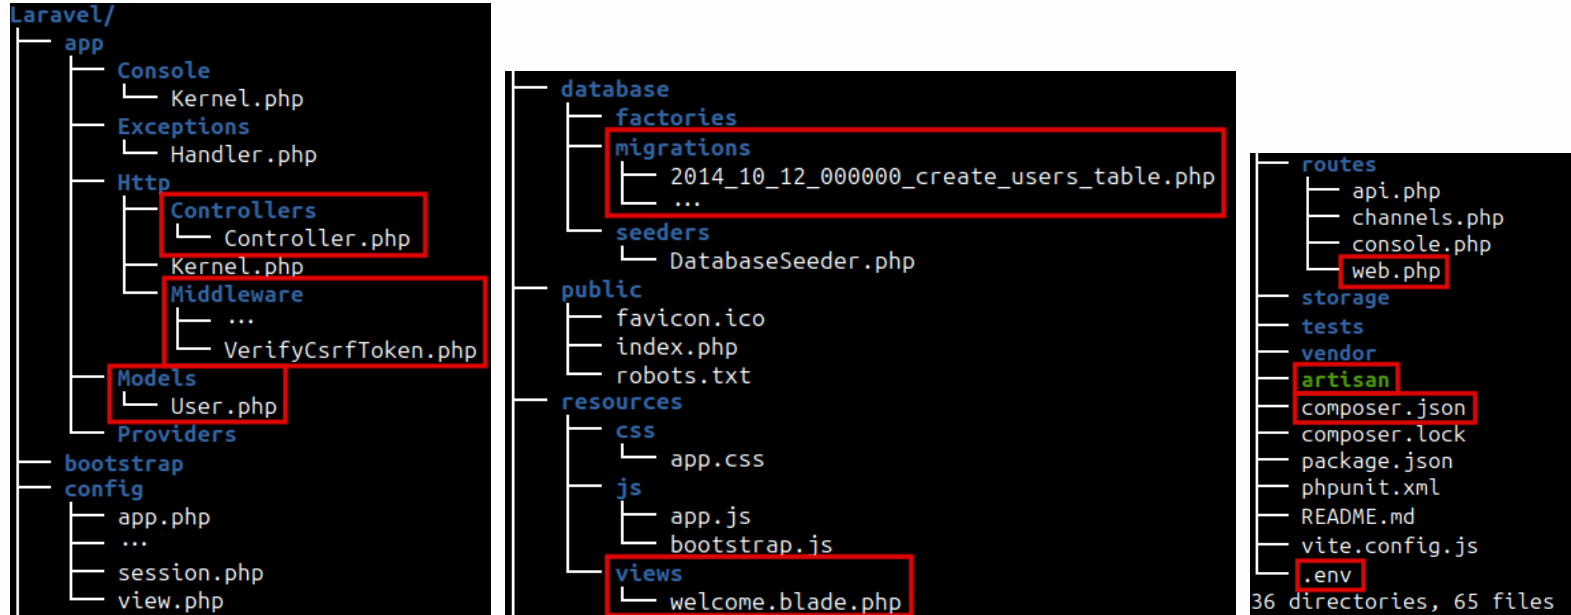 Laravel/
app
Console
Kernel.php
Exceptions
Handler.php
Http
Controllers
Controller.php
Kernel.php
Middleware
...
VerifyCsrfToken.php
Models
User.php
Providers
bootstrap
config
app.php
...
session.php
view.php
database
factories
migrations
2014_10_12_000000_create_users_table.php
...
seeders
DatabaseSeeder.php
public
favicon.ico
index.php
robots.txt
resources
css
app.css
js
app.js
bootstrap.js
views
welcome.blade.php
routes
api.php
channels.php
console.php
web.php
storage
tests
vendor
artisan
composer.json
composer.lock
package.json
phpunit.xml
README.md
vite.config.js
.env
36 directories, 65 files